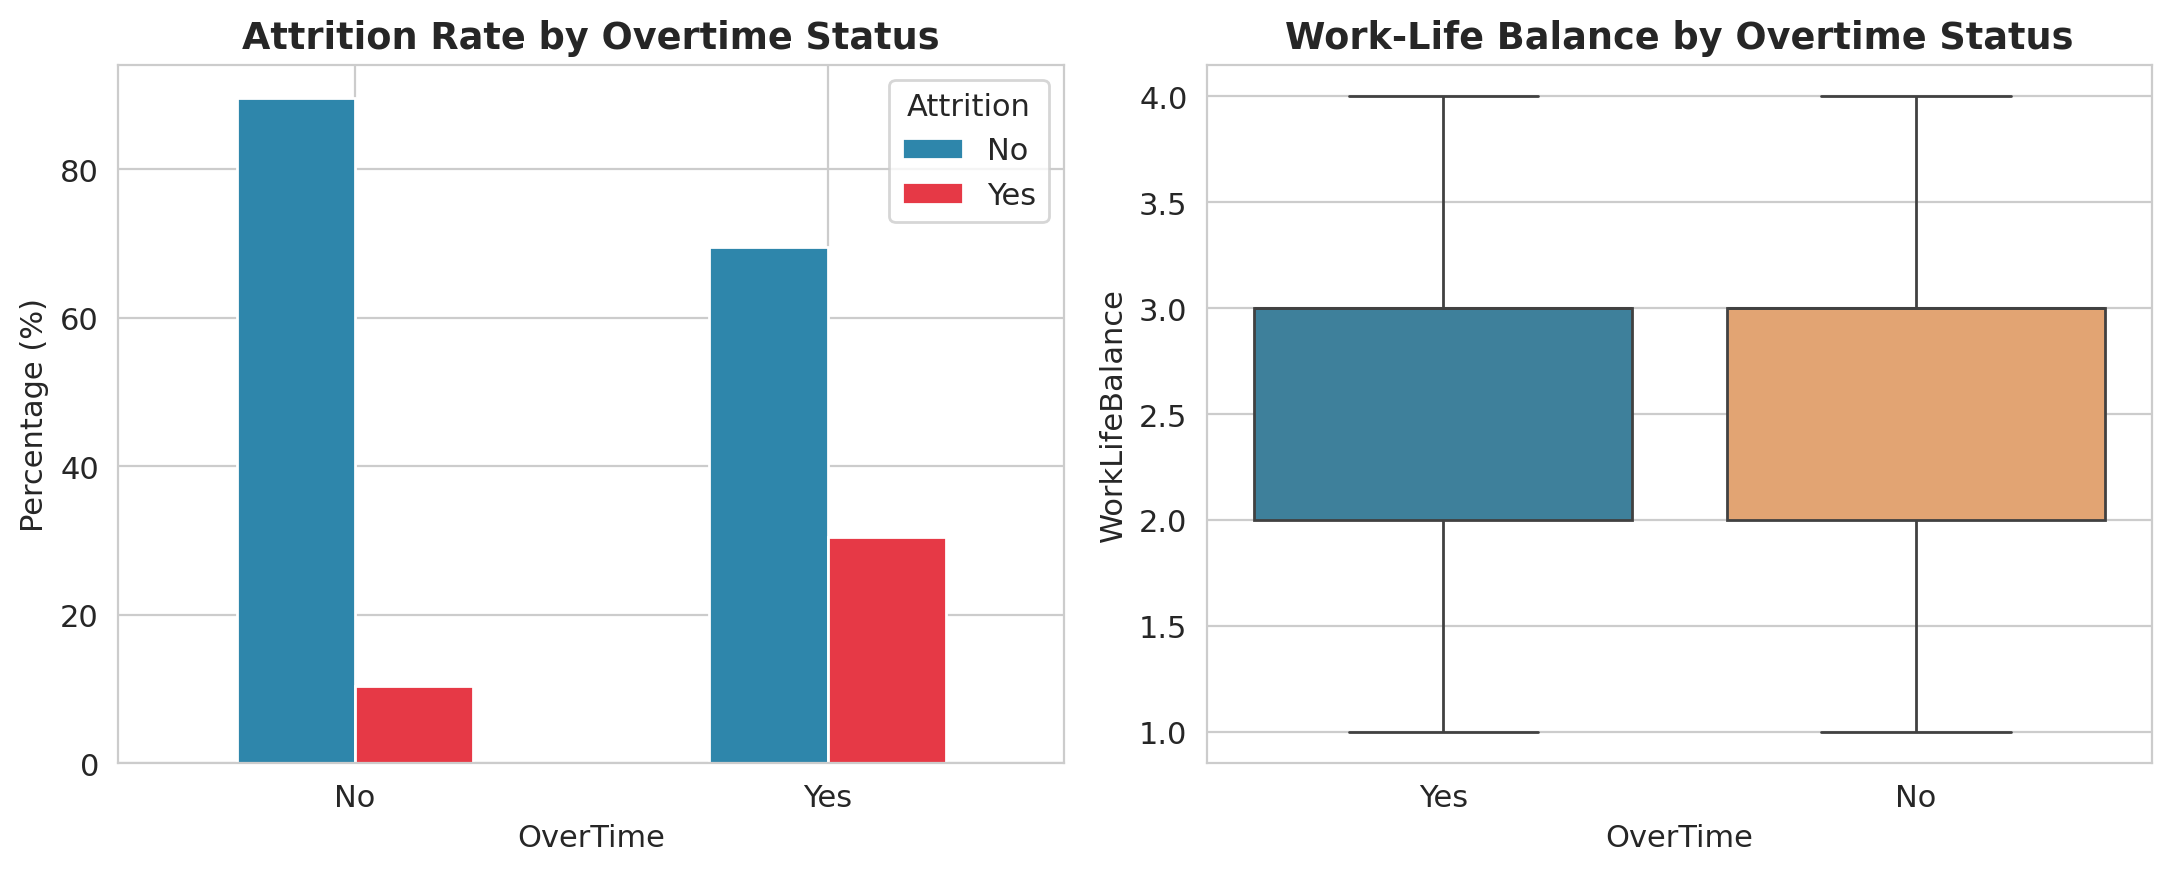 Attrition Rate by Overtime Status
Percentage (%)
80
60
40
20
0
Attrition
No
Yes
No
Yes
OverTime
Work-Life Balance by Overtime Status
WorkLifeBalance
4.0
3.5
3.0
2.5
2.0
1.5
1.0
Yes
No
OverTime